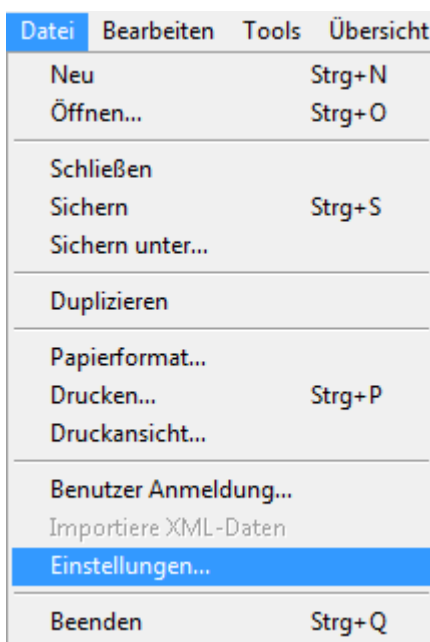 Datei Bearbeiten Tools Übersicht
Neu Strg+N
Öffnen... Strg+O
Schließen
Sichern Strg+S
Sichern unter...
Duplizieren
Papierformat...
Drucken... Strg+P
Druckansicht...
Benutzer Anmeldung...
Importiere XML-Daten
Einstellungen...
Beenden Strg+Q